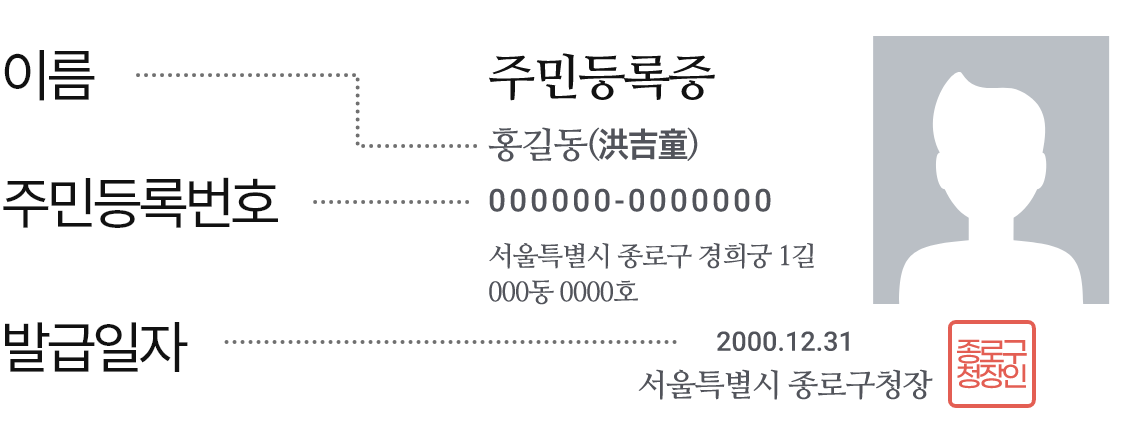 이름
주민등록증
홍길동(洪吉童)
주민등록번호
000000-0000000
서울특별시 종로구 경희궁 1길
000동 0000호
발급일자
2000.12.31
서울특별시 종로구청장
종로구
청장인